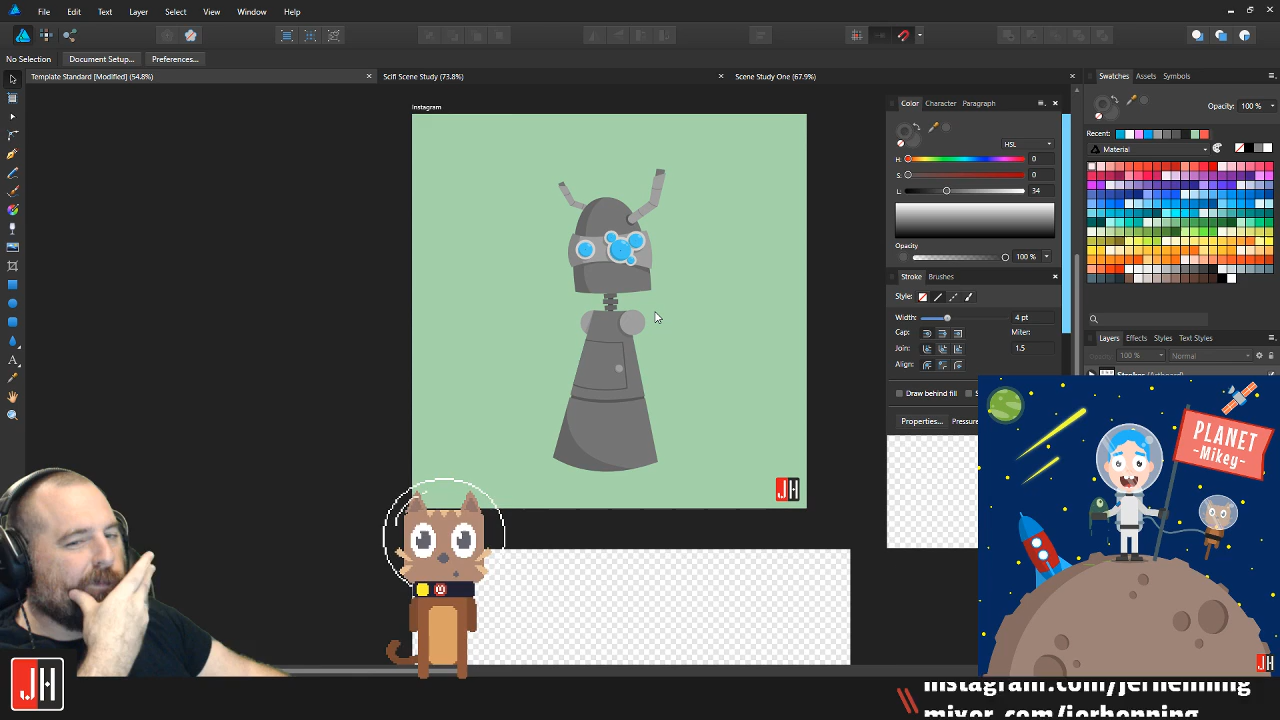 File Edit Text Layer Select View Window Help
No Selection Document Setup... Preferences...
Template Standard [Modified] (54.8%) Scifi Scene Study (73.8%) Scene Study One (67.9%)
Swatches Assets Symbols
Instagram
Color Character Paragraph
Opacity: 100 %
HSL
Recent:
Material
H: 0
S: 0
L: 34
Opacity
100 %
Stroke Brushes
Style:
Width: 4 pt
Cap: Miter:
Join: 1.5
Align:
Layers Effects Styles Text Styles
Opacity: 100 % Normal
Draw behind fill
Properties... Pressure
PLANET
-Mikey-
JH
JH
JH
instagram.com/jerhenning
mixer.com/jerhenning